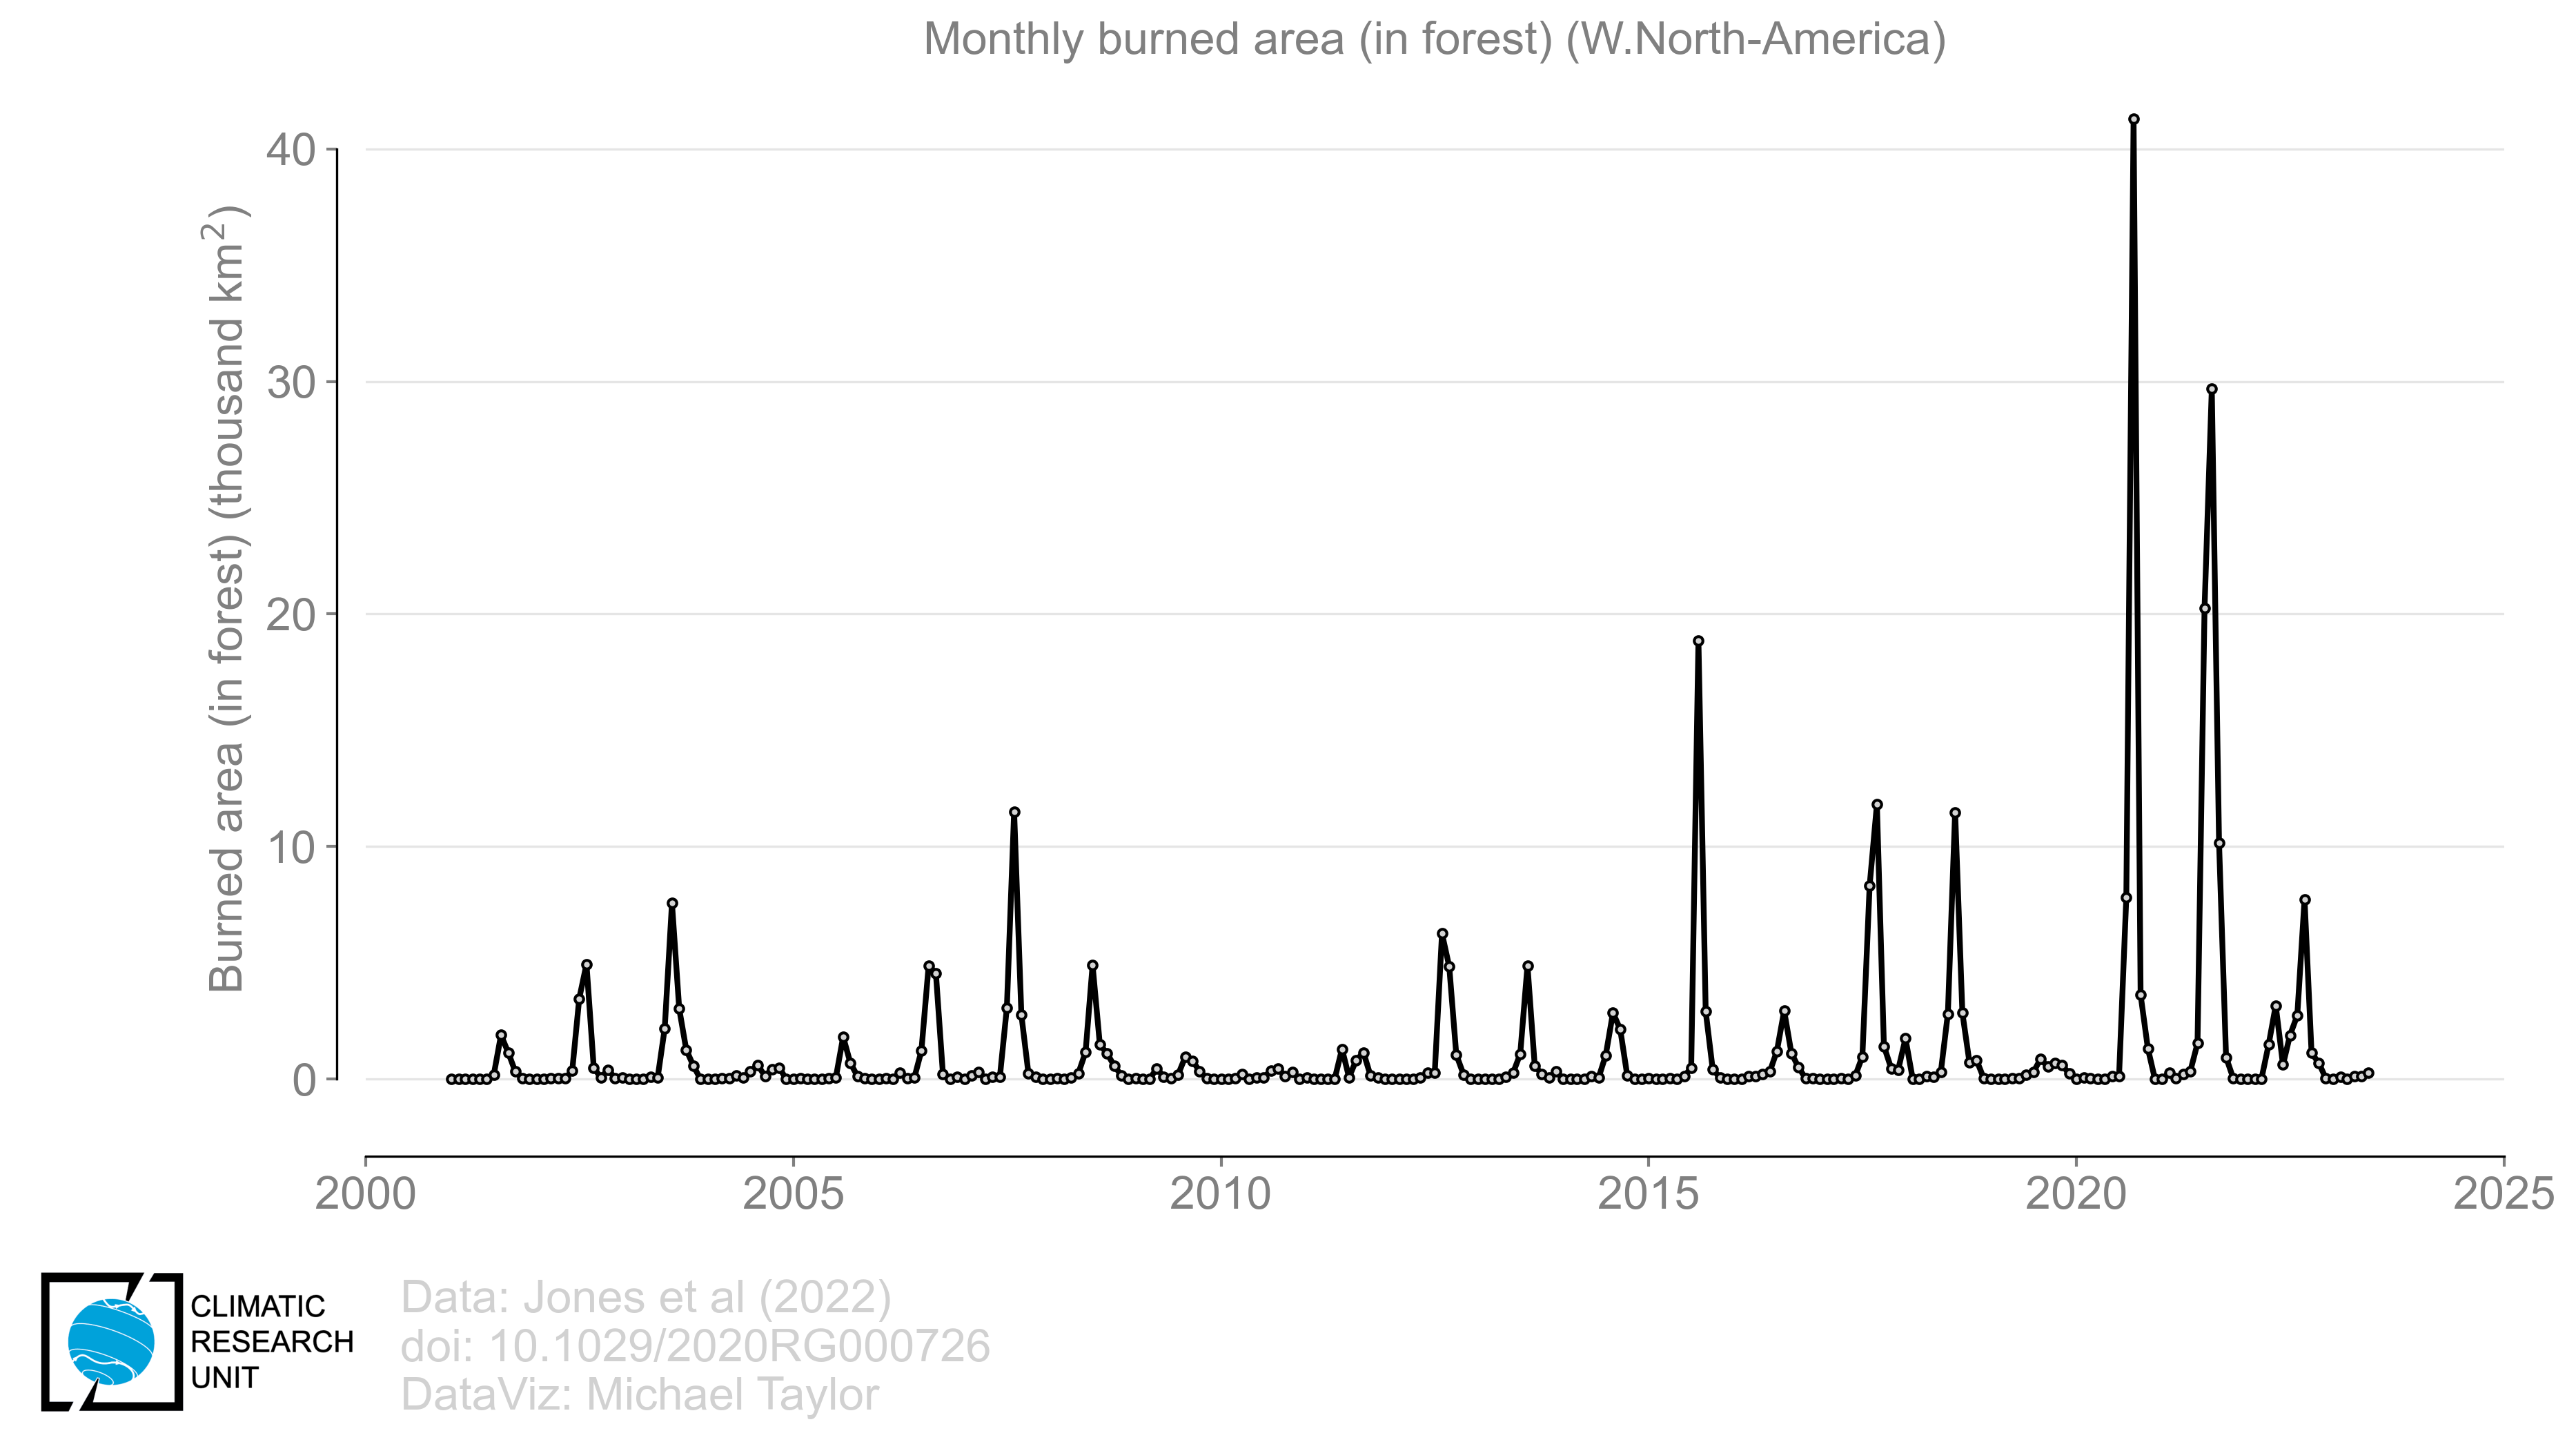 Monthly burned area (in forest) (W.North-America)
Burned area (in forest) (thousand km²)
40
30
20
10
0
2000
2005
2010
2015
2020
2025
CLIMATIC
RESEARCH
UNIT
Data: Jones et al (2022)
doi: 10.1029/2020RG000726
DataViz: Michael Taylor